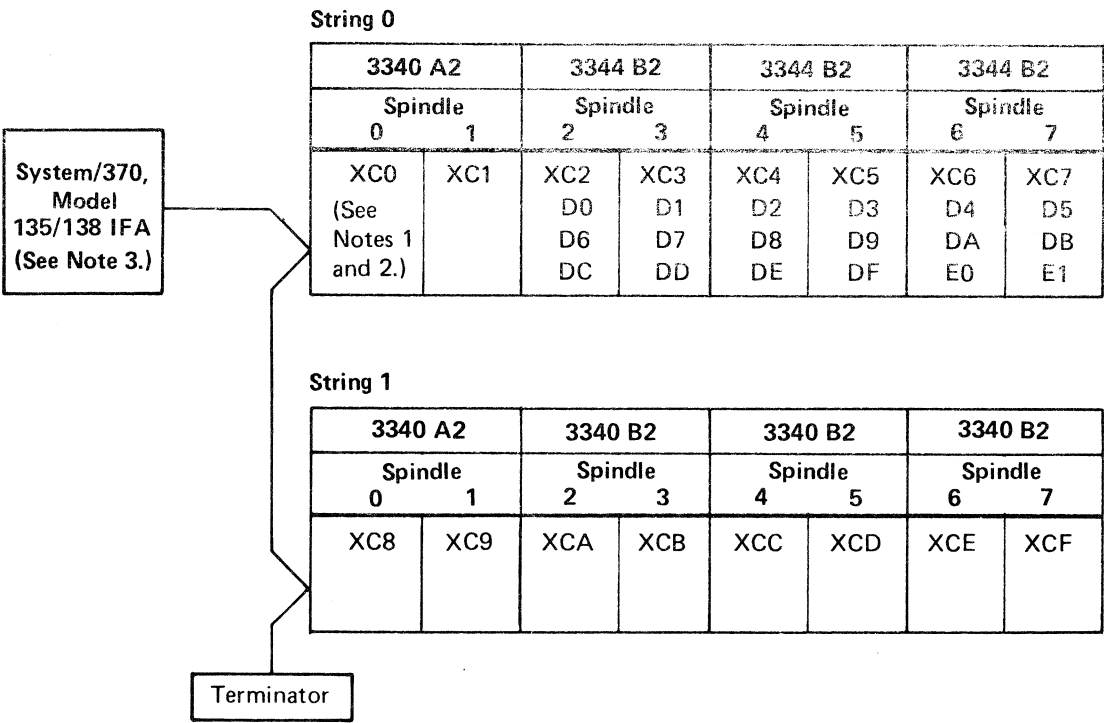 String 0
3340 A2 3344 B2 3344 B2 3344 B2
Spindle Spindle Spindle Spindle
0 1 2 3 4 5 6 7
System/370,
Model
135/138 IFA
(See Note 3.)
XC0 XC1 XC2 XC3 XC4 XC5 XC6 XC7
(See D0 D1 D2 D3 D4 D5
Notes 1 D6 D7 D8 D9 DA DB
and 2.) DC DD DE DF E0 E1
String 1
3340 A2 3340 B2 3340 B2 3340 B2
Spindle Spindle Spindle Spindle
0 1 2 3 4 5 6 7
XC8 XC9 XCA XCB XCC XCD XCE XCF
Terminator